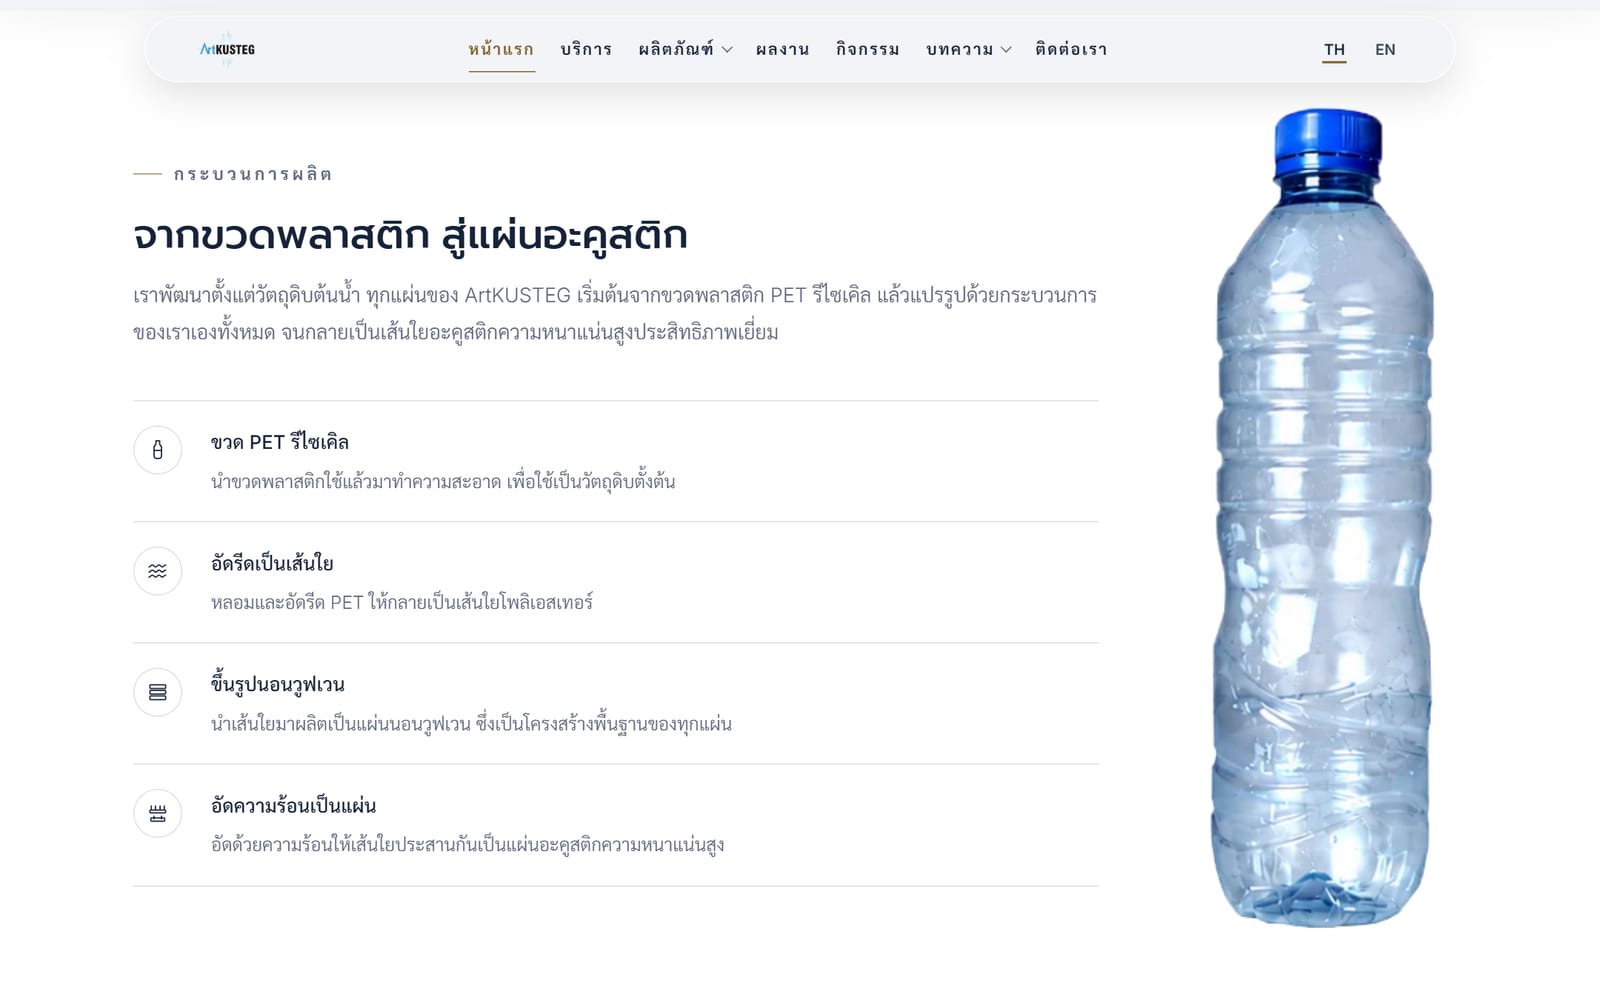 ArtKUSTEG
หน้าแรก บริการ ผลิตภัณฑ์ ผลงาน กิจกรรม บทความ ติดต่อเรา TH EN
กระบวนการผลิต
จากขวดพลาสติก สู่แผ่นอะคูสติก
เราพัฒนาตั้งแต่วัตถุดิบต้นน้ำ ทุกแผ่นของ ArtKUSTEG เริ่มต้นจากขวดพลาสติก PET รีไซเคิล แล้วแปรรูปด้วยกระบวนการ
ของเราเองทั้งหมด จนกลายเป็นเส้นใยอะคูสติกความหนาแน่นสูงประสิทธิภาพเยี่ยม
ขวด PET รีไซเคิล
นำขวดพลาสติกใช้แล้วมาทำความสะอาด เพื่อใช้เป็นวัตถุดิบตั้งต้น
อัดรีดเป็นเส้นใย
หลอมและอัดรีด PET ให้กลายเป็นเส้นใยโพลิเอสเทอร์
ขึ้นรูปนอนวูฟเวน
นำเส้นใยมาผลิตเป็นแผ่นนอนวูฟเวน ซึ่งเป็นโครงสร้างพื้นฐานของทุกแผ่น
อัดความร้อนเป็นแผ่น
อัดด้วยความร้อนให้เส้นใยประสานกันเป็นแผ่นอะคูสติกความหนาแน่นสูง